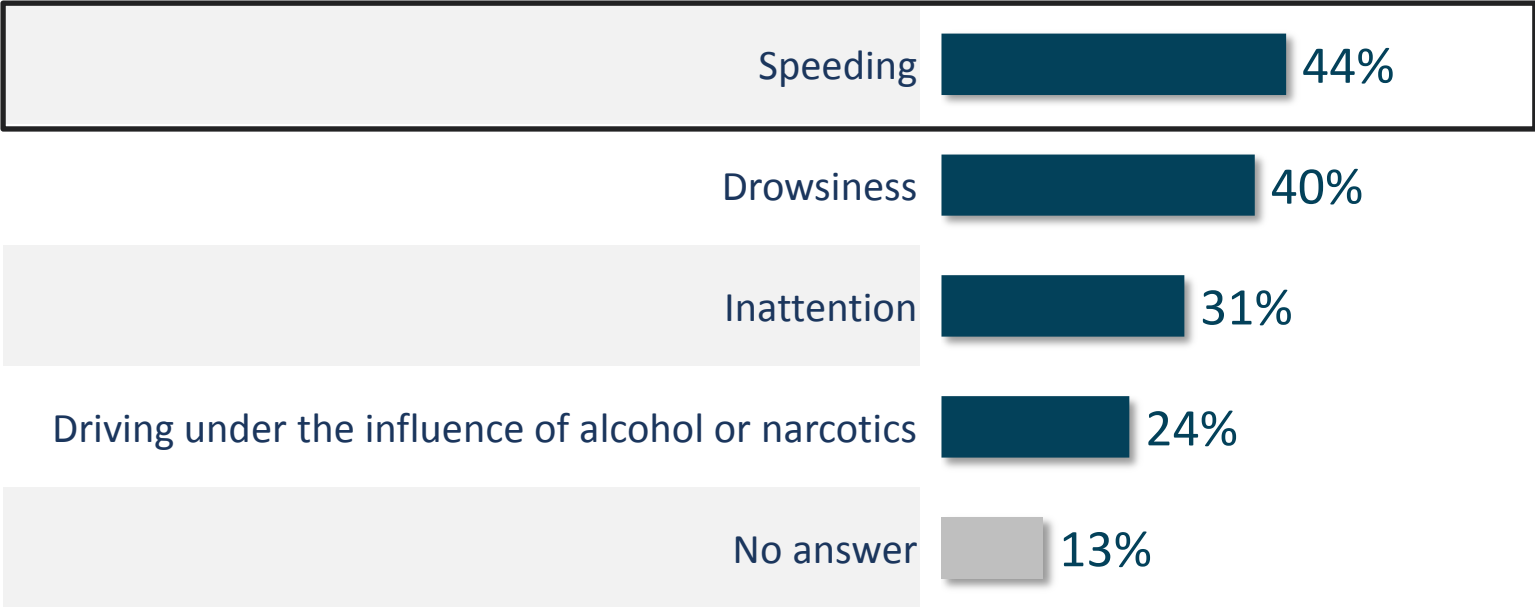 Speeding 44%
Drowsiness 40%
Inattention 31%
Driving under the influence of alcohol or narcotics 24%
No answer 13%